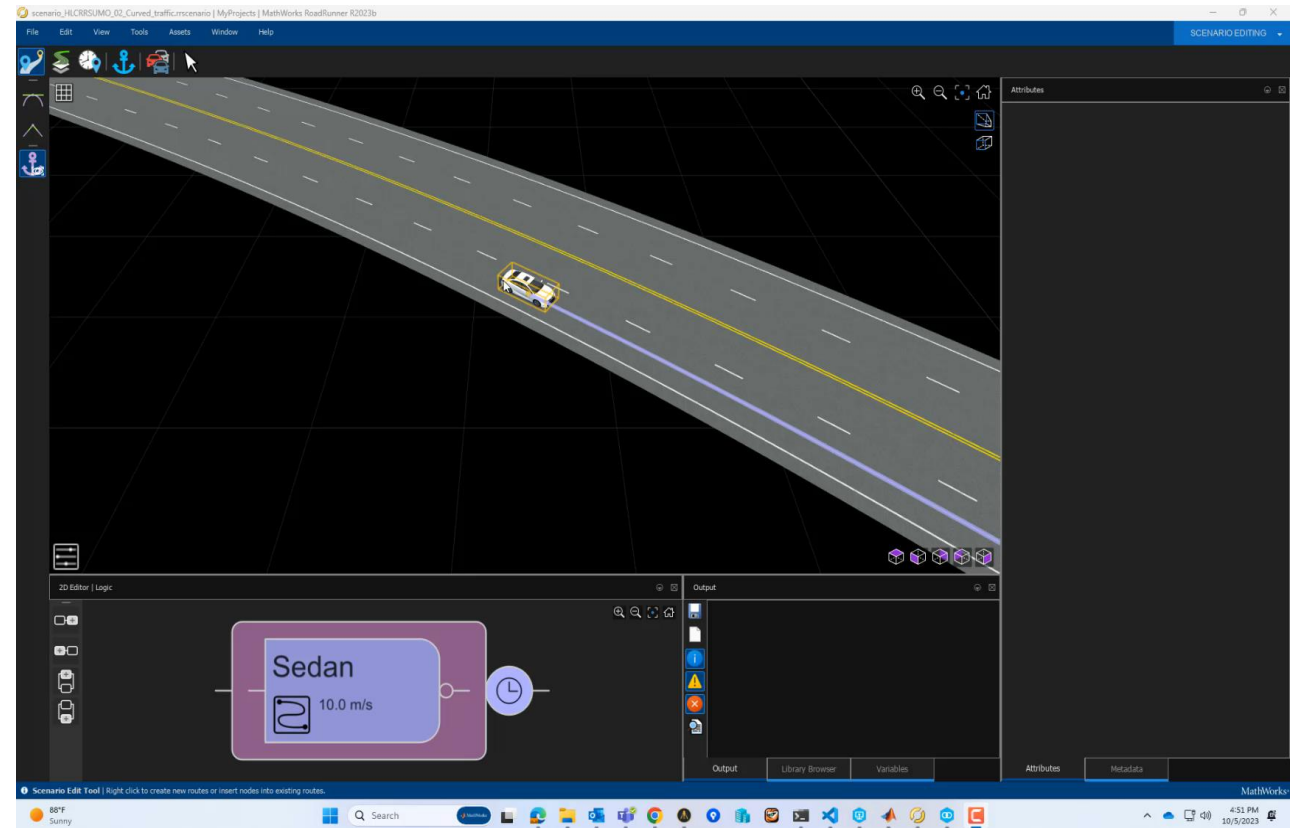 scenario_HLCRRSUMO_02_Curved_traffic.rrscenario | MyProjects | MathWorks RoadRunner R2023b
File Edit View Tools Assets Window Help
SCENARIO EDITING
Attributes
2D Editor | Logic
Output
Sedan
10.0 m/s
Output Library Browser Variables
Attributes Metadata
Scenario Edit Tool | Right click to create new routes or insert nodes into existing routes.
MathWorks
88°F
Sunny
Search
4:51 PM
10/5/2023